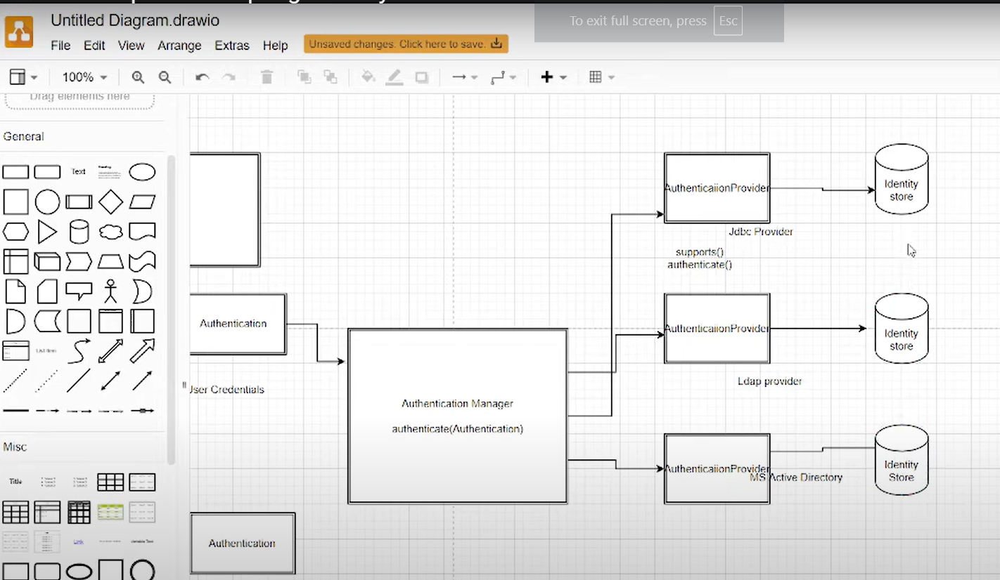 Untitled Diagram.drawio
To exit full screen, press Esc
File Edit View Arrange Extras Help
Unsaved changes. Click here to save.
100%
Drag elements here
General
Text
Heading
List Item
Misc
Title
Link
Authentication
User Credentials
Authentication
Authentication Manager
authenticate(Authentication)
AuthenticaiionProvider
Jdbc Provider
supports()
authenticate()
AuthenticaiionProvider
Ldap provider
AuthenticaiionProvider
MS Active Directory
Identity
store
Identity
store
Identity
Store